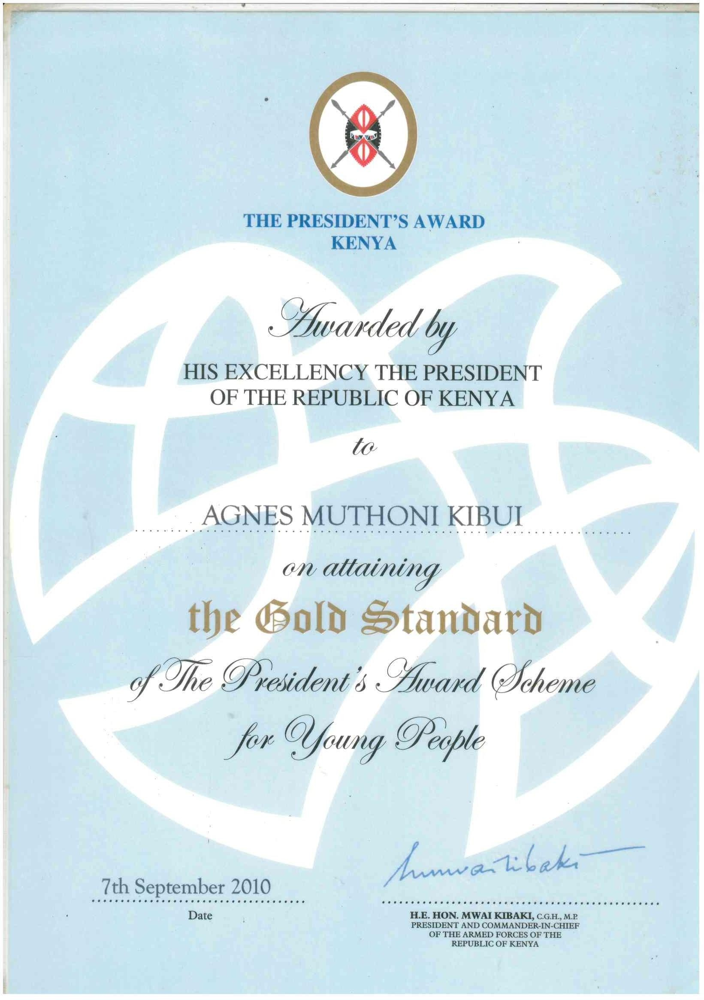 THE PRESIDENT'S AWARD
KENYA
Awarded by
HIS EXCELLENCY THE PRESIDENT
OF THE REPUBLIC OF KENYA
to
AGNES MUTHONI KIBUI
on attaining
the Gold Standard
of The President's Award Scheme
for Young People
mwai kibaki
7th September 2010
Date
H.E. HON. MWAI KIBAKI, C.G.H., M.P.
PRESIDENT AND COMMANDER-IN-CHIEF
OF THE ARMED FORCES OF THE
REPUBLIC OF KENYA